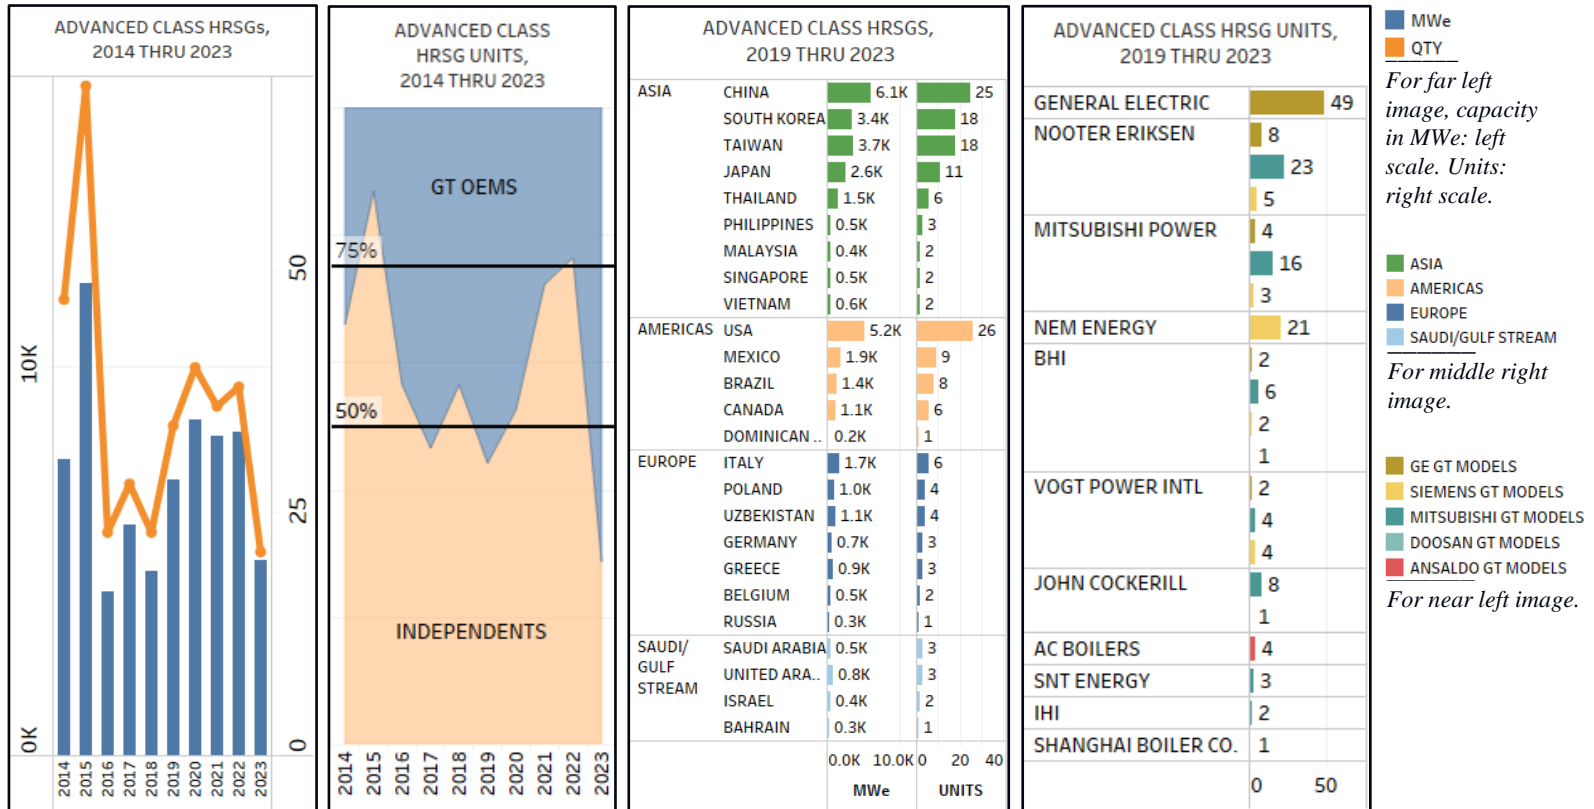 ADVANCED CLASS HRSGs,
2014 THRU 2023
10K
0K
50
25
0
2014
2015
2016
2017
2018
2019
2020
2021
2022
2023
ADVANCED CLASS
HRSG UNITS,
2014 THRU 2023
GT OEMS
75%
50%
INDEPENDENTS
2014
2015
2016
2017
2018
2019
2020
2021
2022
2023
ADVANCED CLASS HRSGS,
2019 THRU 2023
ASIA CHINA 6.1K 25
SOUTH KOREA 3.4K 18
TAIWAN 3.7K 18
JAPAN 2.6K 11
THAILAND 1.5K 6
PHILIPPINES 0.5K 3
MALAYSIA 0.4K 2
SINGAPORE 0.5K 2
VIETNAM 0.6K 2
AMERICAS USA 5.2K 26
MEXICO 1.9K 9
BRAZIL 1.4K 8
CANADA 1.1K 6
DOMINICAN .. 0.2K 1
EUROPE ITALY 1.7K 6
POLAND 1.0K 4
UZBEKISTAN 1.1K 4
GERMANY 0.7K 3
GREECE 0.9K 3
BELGIUM 0.5K 2
RUSSIA 0.3K 1
SAUDI/
GULF
STREAM
SAUDI ARABIA 0.5K 3
UNITED ARA.. 0.8K 3
ISRAEL 0.4K 2
BAHRAIN 0.3K 1
0.0K 10.0K 0 20 40
MWe UNITS
ADVANCED CLASS HRSG UNITS,
2019 THRU 2023
GENERAL ELECTRIC 49
NOOTER ERIKSEN 8
23
5
MITSUBISHI POWER 4
16
3
NEM ENERGY 21
BHI 2
6
2
1
VOGT POWER INTL 2
4
4
JOHN COCKERILL 8
1
AC BOILERS 4
SNT ENERGY 3
IHI 2
SHANGHAI BOILER CO. 1
0 50
MWe
QTY
For far left
image, capacity
in MWe: left
scale. Units:
right scale.
ASIA
AMERICAS
EUROPE
SAUDI/GULF STREAM
For middle right
image.
GE GT MODELS
SIEMENS GT MODELS
MITSUBISHI GT MODELS
DOOSAN GT MODELS
ANSALDO GT MODELS
For near left image.